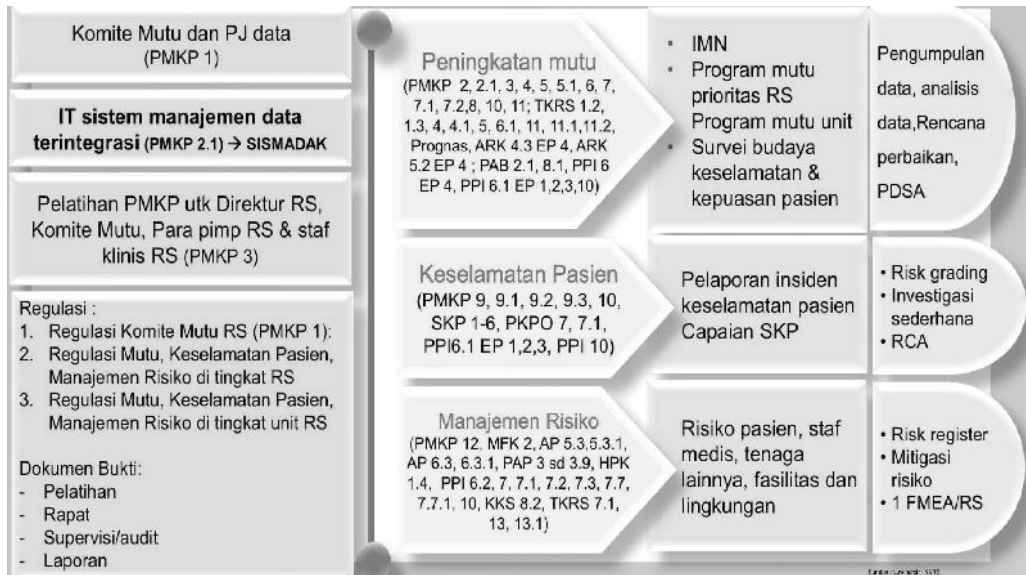 Komite Mutu dan PJ data
(PMKP 1)
IT sistem manajemen data
terintegrasi (PMKP 2.1) → SISMADAK
Pelatihan PMKP utk Direktur RS,
Komite Mutu, Para pimp RS & staf
klinis RS (PMKP 3)
Regulasi :
1. Regulasi Komite Mutu RS (PMKP 1):
2. Regulasi Mutu, Keselamatan Pasien,
Manajemen Risiko di tingkat RS
3. Regulasi Mutu, Keselamatan Pasien,
Manajemen Risiko di tingkat unit RS
Dokumen Bukti:
- Pelatihan
- Rapat
- Supervisi/audit
- Laporan
Peningkatan mutu
(PMKP 2, 2.1, 3, 4, 5, 5.1, 6, 7,
7.1, 7.2,8, 10, 11; TKRS 1.2,
1.3, 4, 4.1, 5, 6.1, 11, 11.1,11.2,
Prognas, ARK 4.3 EP 4, ARK
5.2 EP 4 ; PAB 2.1, 8.1, PPI 6
EP 4, PPI 6.1 EP 1,2,3,10)
• IMN
• Program mutu
prioritas RS
Program mutu unit
• Survei budaya
keselamatan &
kepuasan pasien
Pengumpulan
data, analisis
data,Rencana
perbaikan,
PDSA
Keselamatan Pasien
(PMKP 9, 9.1, 9.2, 9.3, 10,
SKP 1-6, PKPO 7, 7.1,
PPI6.1 EP 1,2,3, PPI 10)
Pelaporan insiden
keselamatan pasien
Capaian SKP
• Risk grading
• Investigasi
sederhana
• RCA
Manajemen Risiko
(PMKP 12, MFK 2, AP 5.3,5.3.1,
AP 6.3, 6.3.1, PAP 3 sd 3.9, HPK
1.4, PPI 6.2, 7, 7.1, 7.2, 7.3, 7.7,
7.7.1, 10, KKS 8.2, TKRS 7.1,
13, 13.1)
Risiko pasien, staf
medis, tenaga
lainnya, fasilitas dan
lingkungan
• Risk register
• Mitigasi
risiko
• 1 FMEA/RS